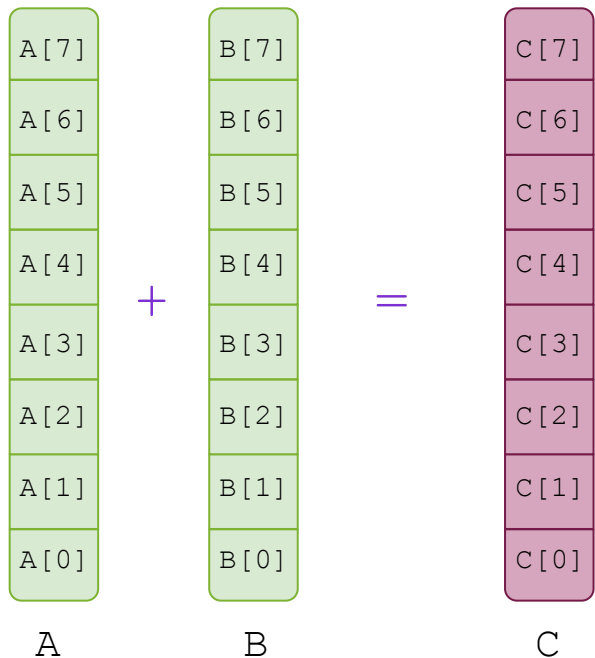 A[7] B[7] C[7]
A[6] B[6] C[6]
A[5] B[5] C[5]
A[4] B[4] C[4]
+ =
A[3] B[3] C[3]
A[2] B[2] C[2]
A[1] B[1] C[1]
A[0] B[0] C[0]
A B C